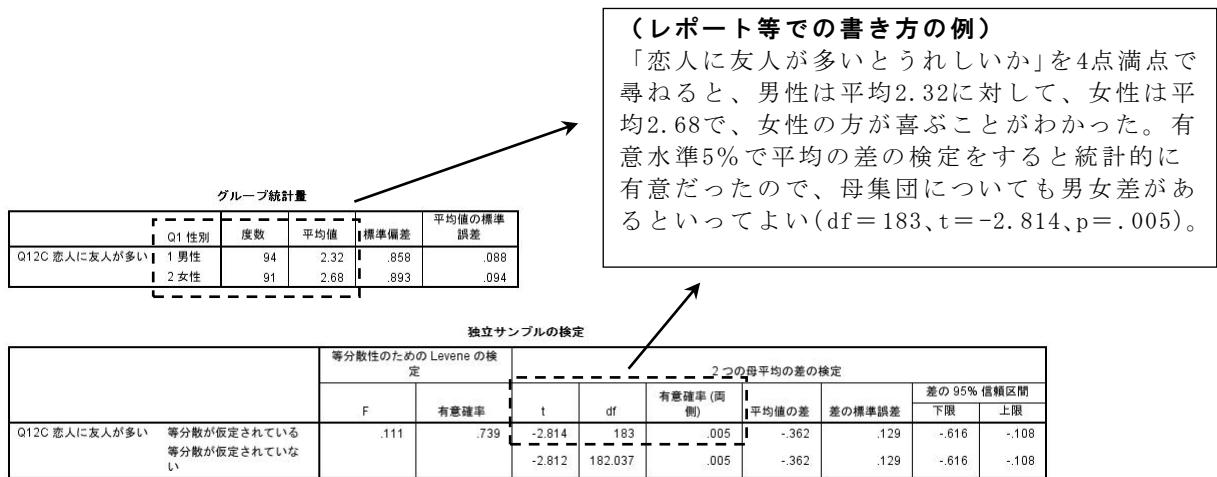 （レポート等での書き方の例）
「恋人に友人が多いとうれしいか」を4点満点で
尋ねると、男性は平均2.32に対して、女性は平
均2.68で、女性の方が喜ぶことがわかった。有
意水準5％で平均の差の検定をすると統計的に
有意だったので、母集団についても男女差があ
るといってよい(df＝183、t＝-2.814、p＝.005)。
グループ統計量
Q1 性別 度数 平均値 標準偏差 平均値の標準
誤差
Q12C 恋人に友人が多い 1 男性 94 2.32 .858 .088
2 女性 91 2.68 .893 .094
独立サンプルの検定
等分散性のための Levene の検
定
2 つの母平均の差の検定
F 有意確率 t df 有意確率 (両
側) 平均値の差 差の標準誤差 差の 95% 信頼区間
下限 上限
Q12C 恋人に友人が多い 等分散が仮定されている .111 .739 -2.814 183 .005 -.362 .129 -.616 -.108
等分散が仮定されていな
い -2.812 182.037 .005 -.362 .129 -.616 -.108